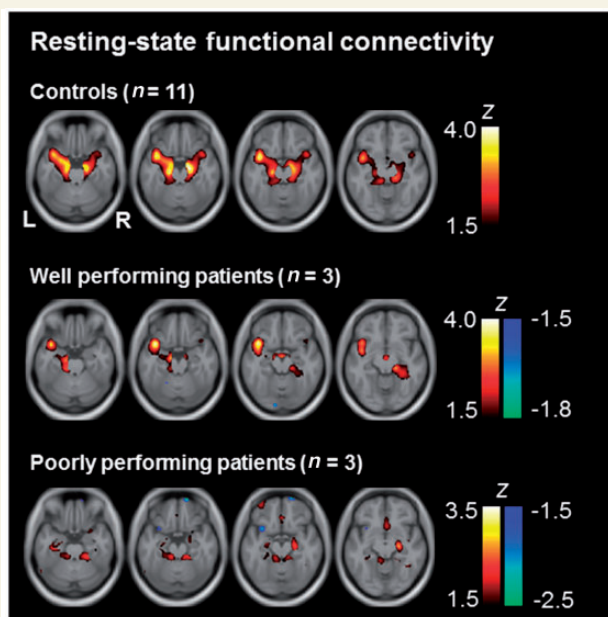 Resting-state functional connectivity
Controls (n = 11)
Z
4.0
1.5
L R
Well performing patients (n = 3)
Z
4.0 -1.5
1.5 -1.8
Poorly performing patients (n = 3)
Z
3.5 -1.5
1.5 -2.5